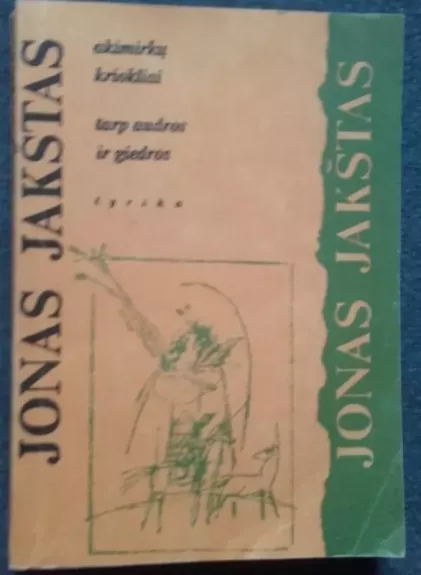 JONAS JAKŠTAS
akimirkų
kriokliai
tarp audros
ir giedros
lyrika
JONAS JAKŠTAS